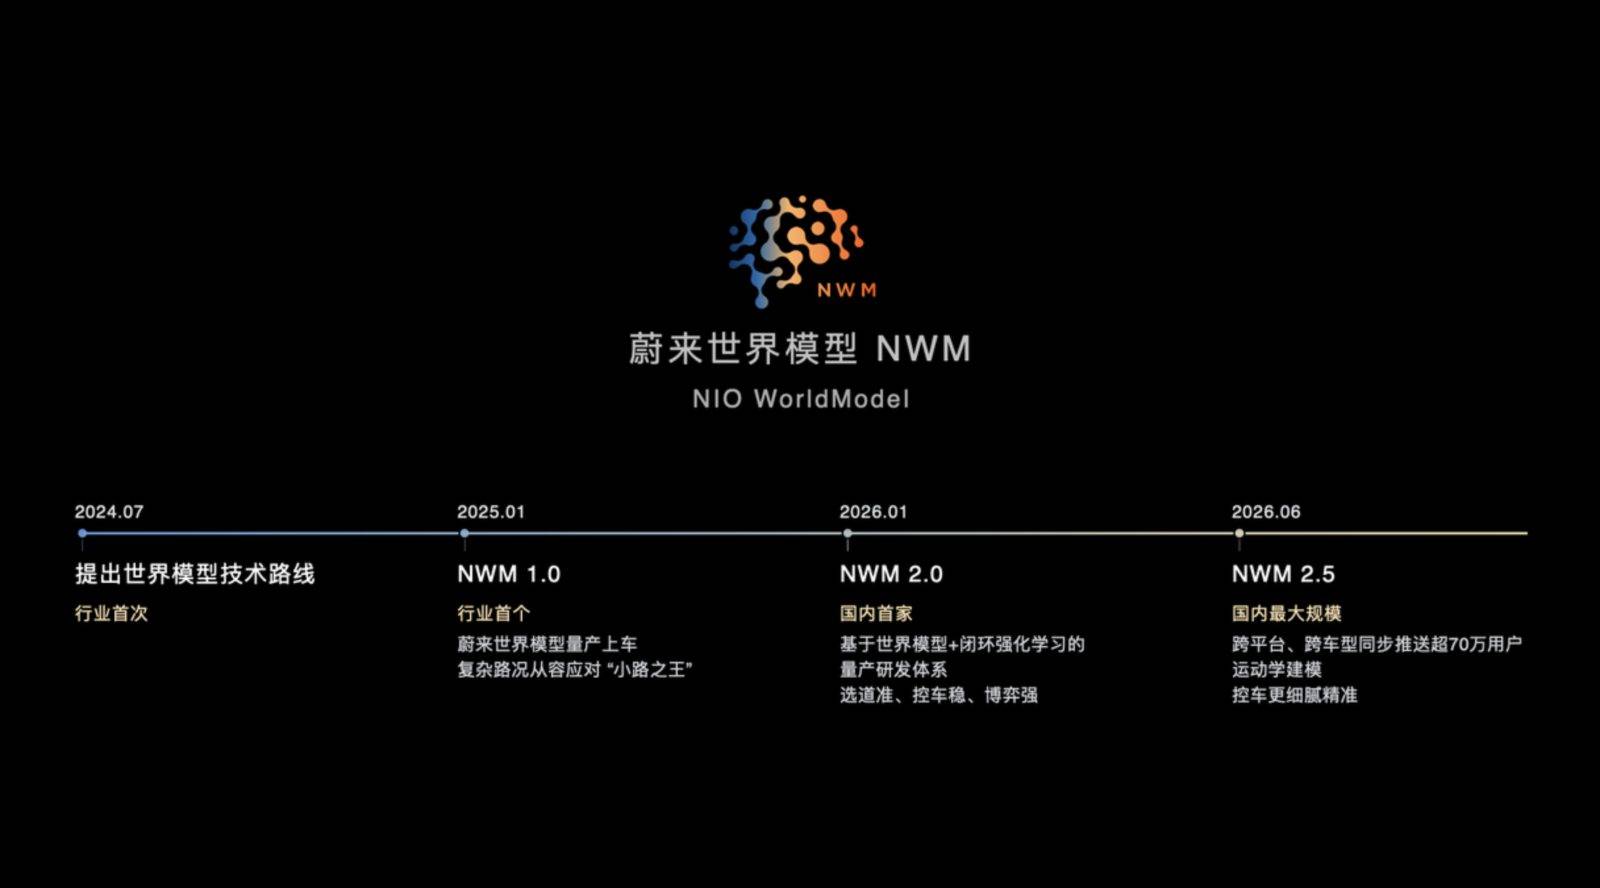 NWM
蔚来世界模型 NWM
NIO WorldModel
2024.07
提出世界模型技术路线
行业首次
2025.01
NWM 1.0
行业首个
蔚来世界模型量产上车
复杂路况从容应对 “小路之王”
2026.01
NWM 2.0
国内首家
基于世界模型+闭环强化学习的
量产研发体系
选道准、控车稳、博弈强
2026.06
NWM 2.5
国内最大规模
跨平台、跨车型同步推送超70万用户
运动学建模
控车更细腻精准